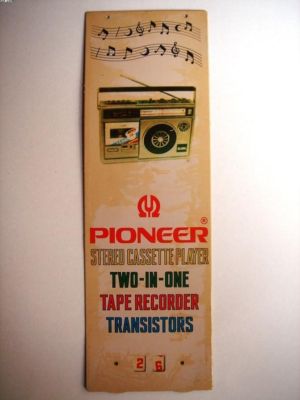 PIONEER ®
STEREO CASSETTE PLAYER
TWO-IN-ONE
TAPE RECORDER
TRANSISTORS
2 6